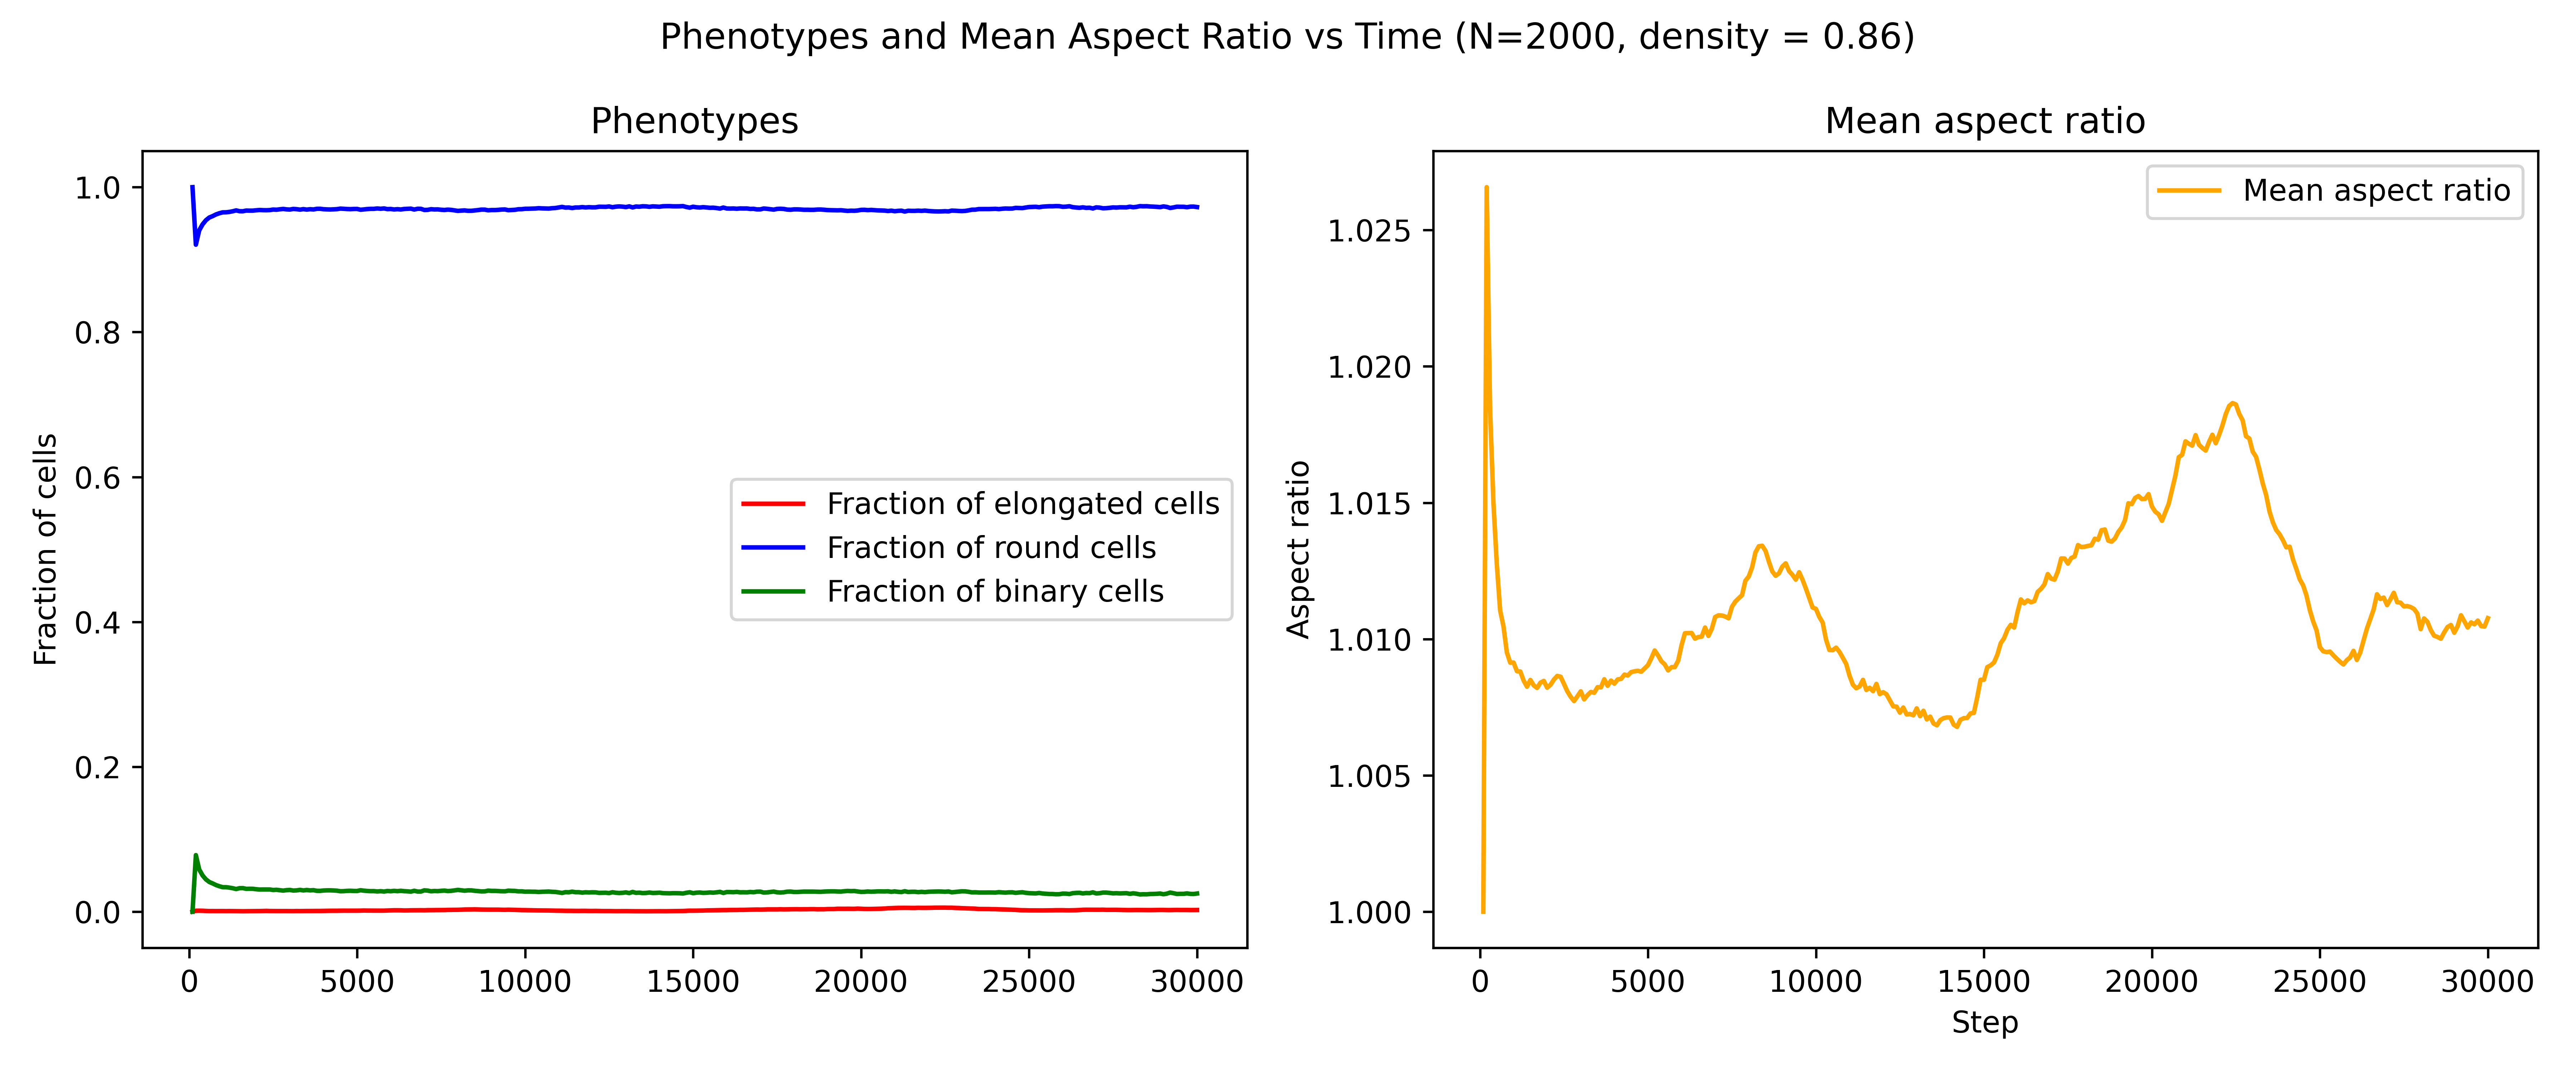 Phenotypes and Mean Aspect Ratio vs Time (N=2000, density = 0.86)
Phenotypes
Fraction of cells
1.0
0.8
0.6
0.4
0.2
0.0
Fraction of elongated cells
Fraction of round cells
Fraction of binary cells
0 5000 10000 15000 20000 25000 30000
Mean aspect ratio
Aspect ratio
1.025
1.020
1.015
1.010
1.005
1.000
Mean aspect ratio
0 5000 10000 15000 20000 25000 30000
Step